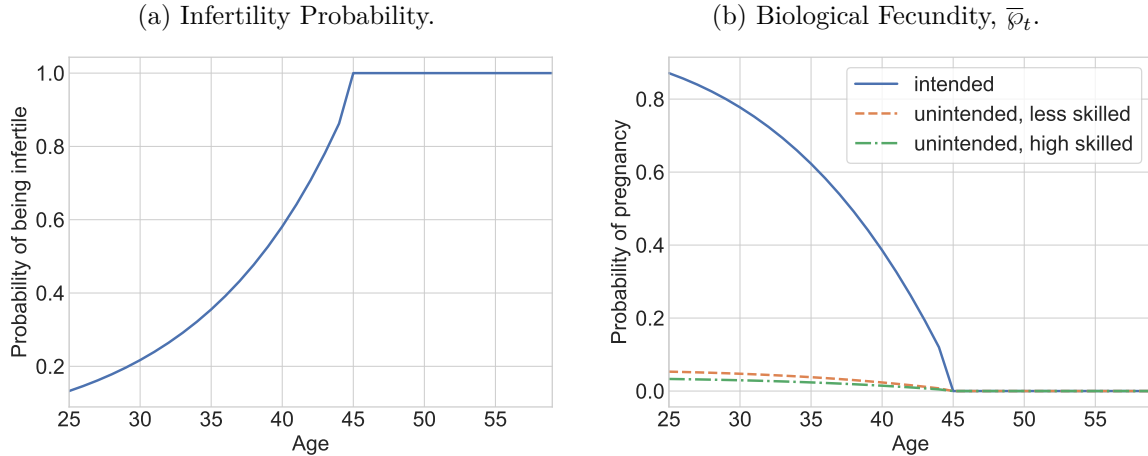 (a) Infertility Probability.
Probability of being infertile
1.0
0.8
0.6
0.4
0.2
25 30 35 40 45 50 55
Age
(b) Biological Fecundity, ℘̅ₜ.
Probability of pregnancy
0.8
0.6
0.4
0.2
0.0
intended
unintended, less skilled
unintended, high skilled
25 30 35 40 45 50 55
Age